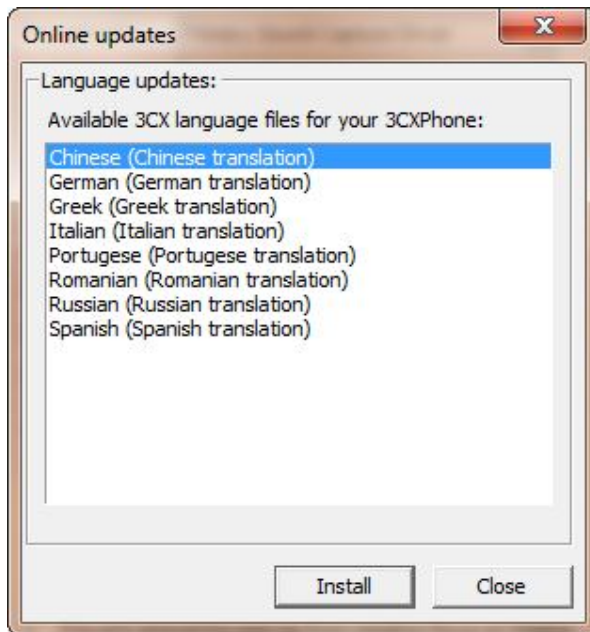 Online updates
Language updates:
Available 3CX language files for your 3CXPhone:
Chinese (Chinese translation)
German (German translation)
Greek (Greek translation)
Italian (Italian translation)
Portugese (Portugese translation)
Romanian (Romanian translation)
Russian (Russian translation)
Spanish (Spanish translation)
Install
Close